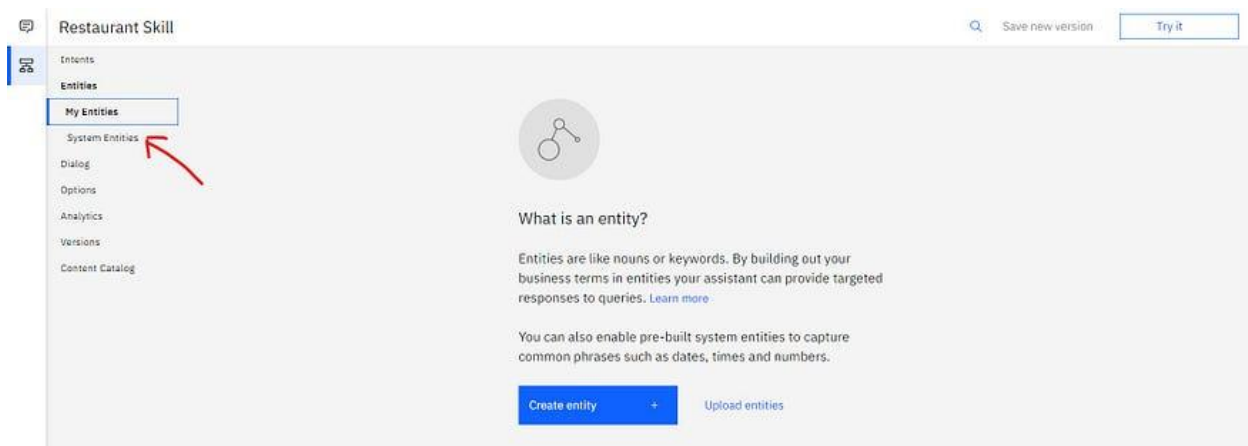 Restaurant Skill
Save new version
Try it
Intents
Entities
My Entities
System Entities
Dialog
Options
Analytics
Versions
Content Catalog
What is an entity?
Entities are like nouns or keywords. By building out your
business terms in entities your assistant can provide targeted
responses to queries. Learn more
You can also enable pre-built system entities to capture
common phrases such as dates, times and numbers.
Create entity +
Upload entities